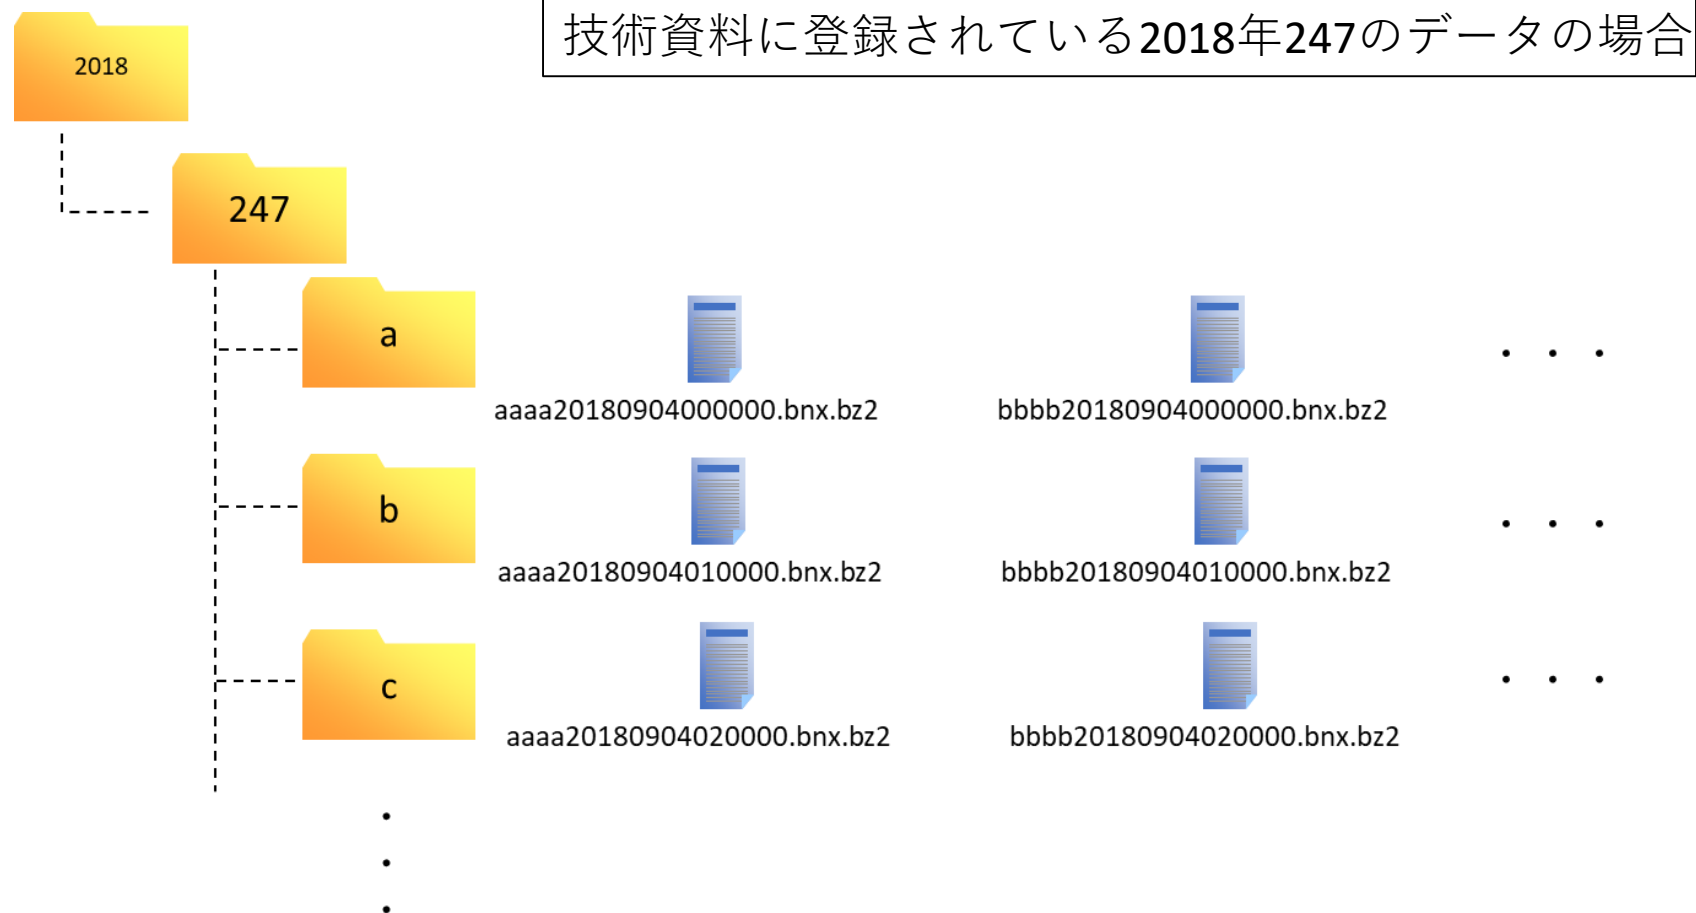 技術資料に登録されている2018年247のデータの場合
2018
247
a
aaaa20180904000000.bnx.bz2
bbbb20180904000000.bnx.bz2
・・・
b
aaaa20180904010000.bnx.bz2
bbbb20180904010000.bnx.bz2
・・・
c
aaaa20180904020000.bnx.bz2
bbbb20180904020000.bnx.bz2
・・・
・
・
・